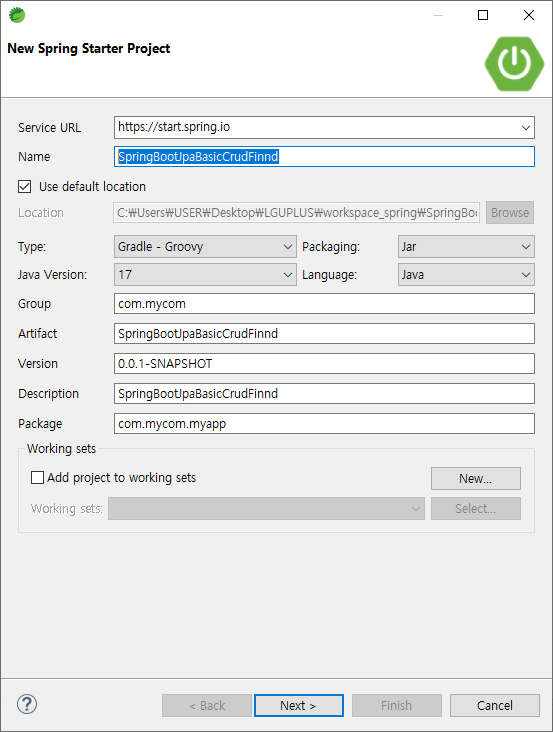 New Spring Starter Project
Service URL https://start.spring.io
Name SpringBootJpaBasicCrudFinnd
Use default location
Location C:₩Users₩USER₩Desktop₩LGUPLUS₩workspace_spring₩SpringBoo Browse
Type: Gradle - Groovy Packaging: Jar
Java Version: 17 Language: Java
Group com.mycom
Artifact SpringBootJpaBasicCrudFinnd
Version 0.0.1-SNAPSHOT
Description SpringBootJpaBasicCrudFinnd
Package com.mycom.myapp
Working sets
Add project to working sets New...
Working sets: Select...
? < Back Next > Finish Cancel